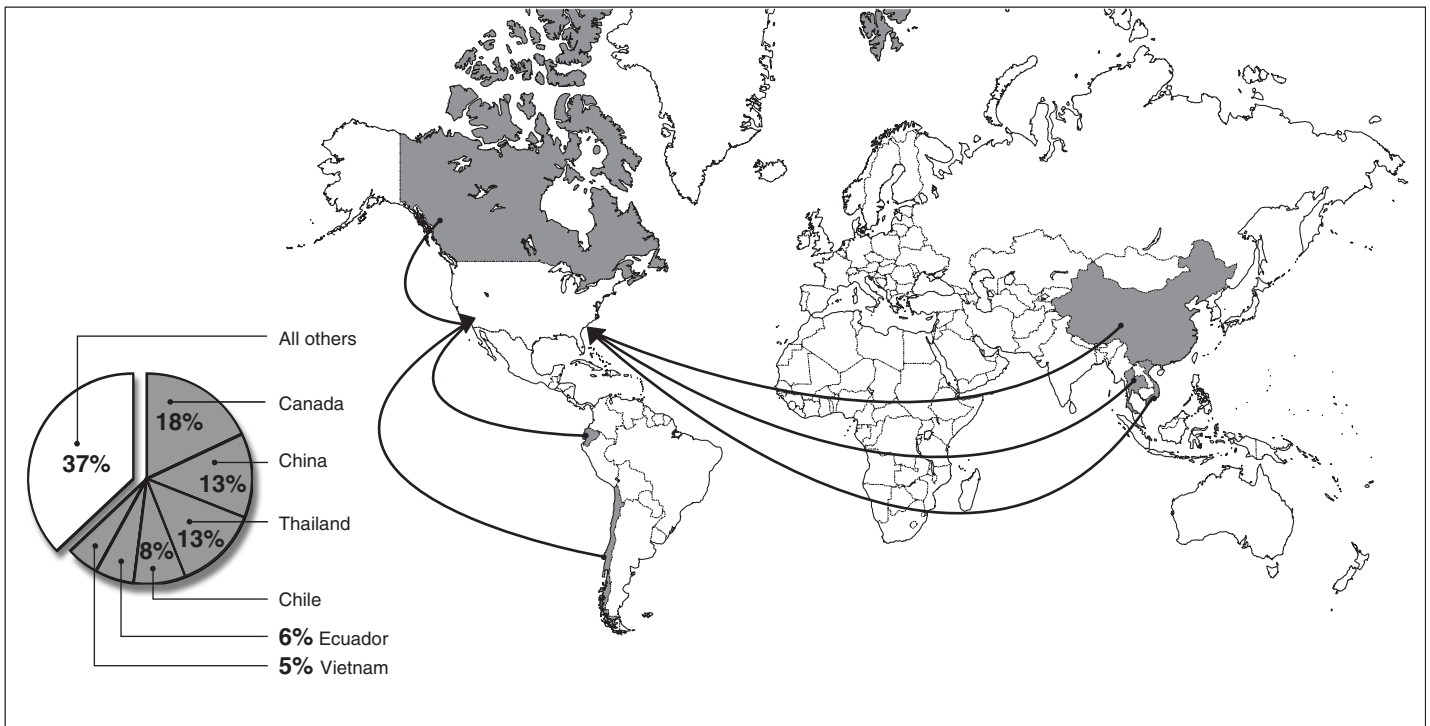 All others
Canada
18%
China
37%
13%
Thailand
13%
8%
Chile
6% Ecuador
5% Vietnam